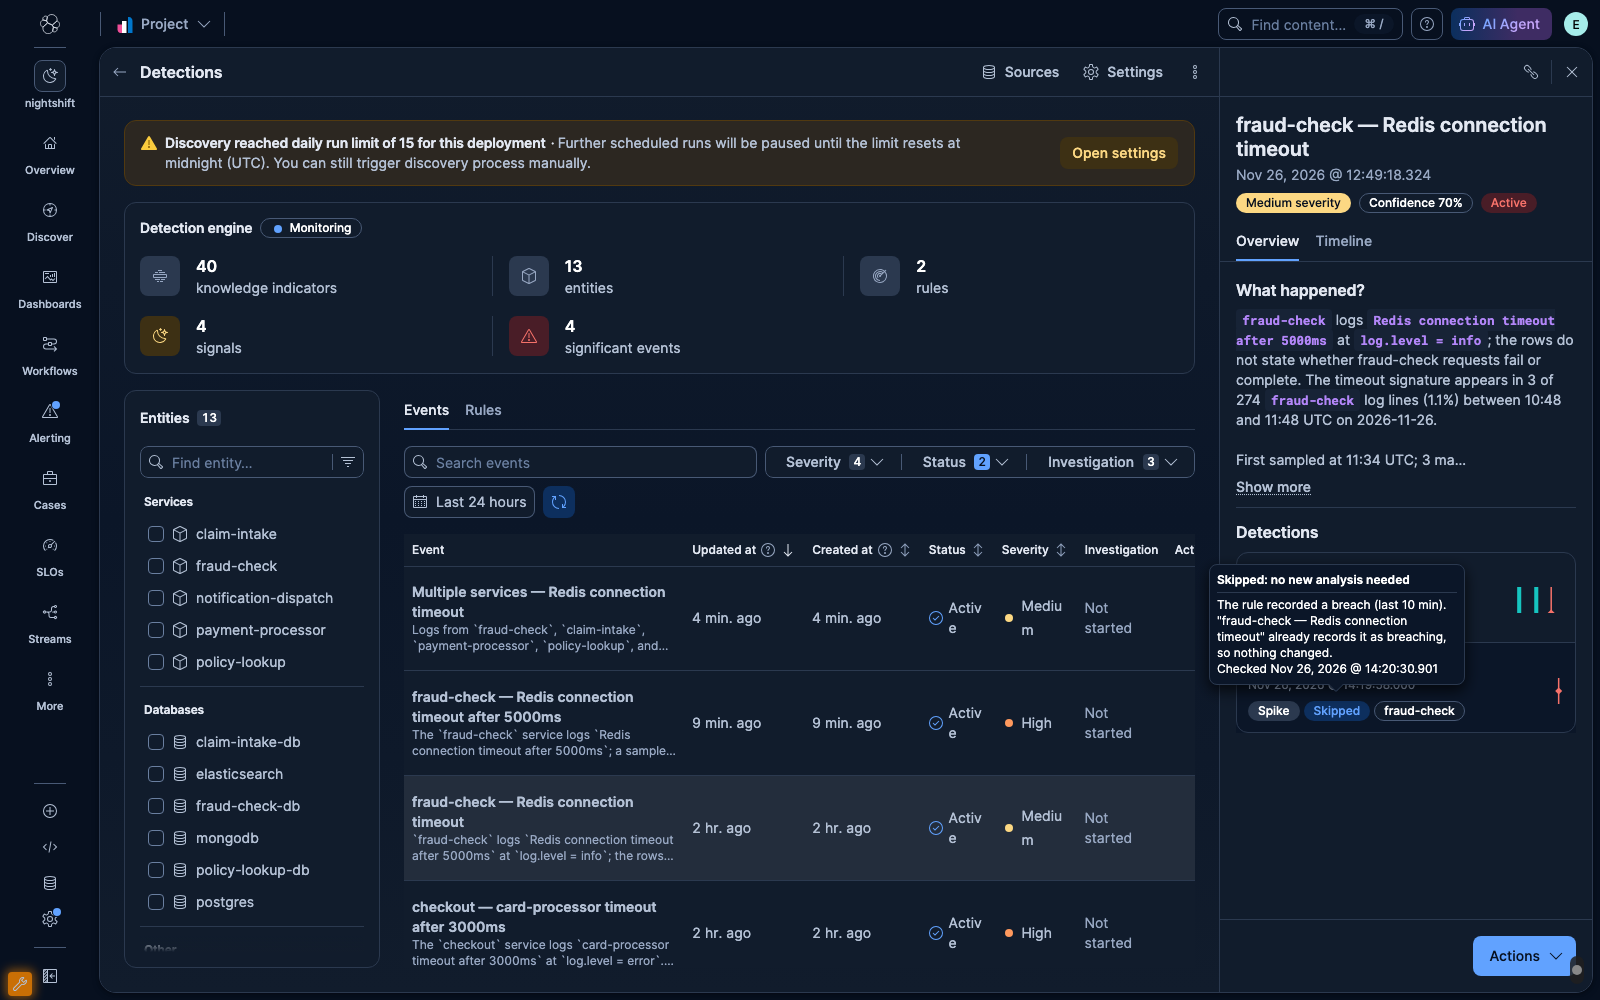 Project
Find content...
⌘ /
AI Agent
E
nightshift
Overview
Discover
Dashboards
Workflows
Alerting
Cases
SLOs
Streams
More
Detections
Sources
Settings
Discovery reached daily run limit of 15 for this deployment · Further scheduled runs will be paused until the limit resets at
midnight (UTC). You can still trigger discovery process manually.
Open settings
Detection engine
Monitoring
40
knowledge indicators
13
entities
2
rules
4
signals
4
significant events
Entities 13
Find entity...
Services
claim-intake
fraud-check
notification-dispatch
payment-processor
policy-lookup
Databases
claim-intake-db
elasticsearch
fraud-check-db
mongodb
policy-lookup-db
postgres
Other
Events
Rules
Search events
Severity 4
Status 2
Investigation 3
Last 24 hours
Event
Updated at
Created at
Status
Severity
Investigation
Act
Multiple services — Redis connection
timeout
Logs from `fraud-check`, `claim-intake`,
`payment-processor`, `policy-lookup`, and...
4 min. ago
4 min. ago
Activ
e
Mediu
m
Not
started
fraud-check — Redis connection
timeout after 5000ms
The `fraud-check` service logs `Redis
connection timeout after 5000ms`; a sample...
9 min. ago
9 min. ago
Activ
e
High
Not
started
fraud-check — Redis connection
timeout
`fraud-check` logs `Redis connection timeout
after 5000ms` at `log.level = info`; the rows...
2 hr. ago
2 hr. ago
Activ
e
Mediu
m
Not
started
checkout — card-processor timeout
after 3000ms
The `checkout` service logs `card-processor
timeout after 3000ms` at `log.level = error`....
2 hr. ago
2 hr. ago
Activ
e
High
Not
started
fraud-check — Redis connection
timeout
Nov 26, 2026 @ 12:49:18.324
Medium severity
Confidence 70%
Active
Overview
Timeline
What happened?
fraud-check logs Redis connection timeout
after 5000ms at log.level = info ; the rows do
not state whether fraud-check requests fail or
complete. The timeout signature appears in 3 of
274 fraud-check log lines (1.1%) between 10:48
and 11:48 UTC on 2026-11-26.
First sampled at 11:34 UTC; 3 ma...
Show more
Detections
Skipped: no new analysis needed
The rule recorded a breach (last 10 min).
"fraud-check — Redis connection
timeout" already records it as breaching,
so nothing changed.
Checked Nov 26, 2026 @ 14:20:30.901
Spike
Skipped
fraud-check
Actions